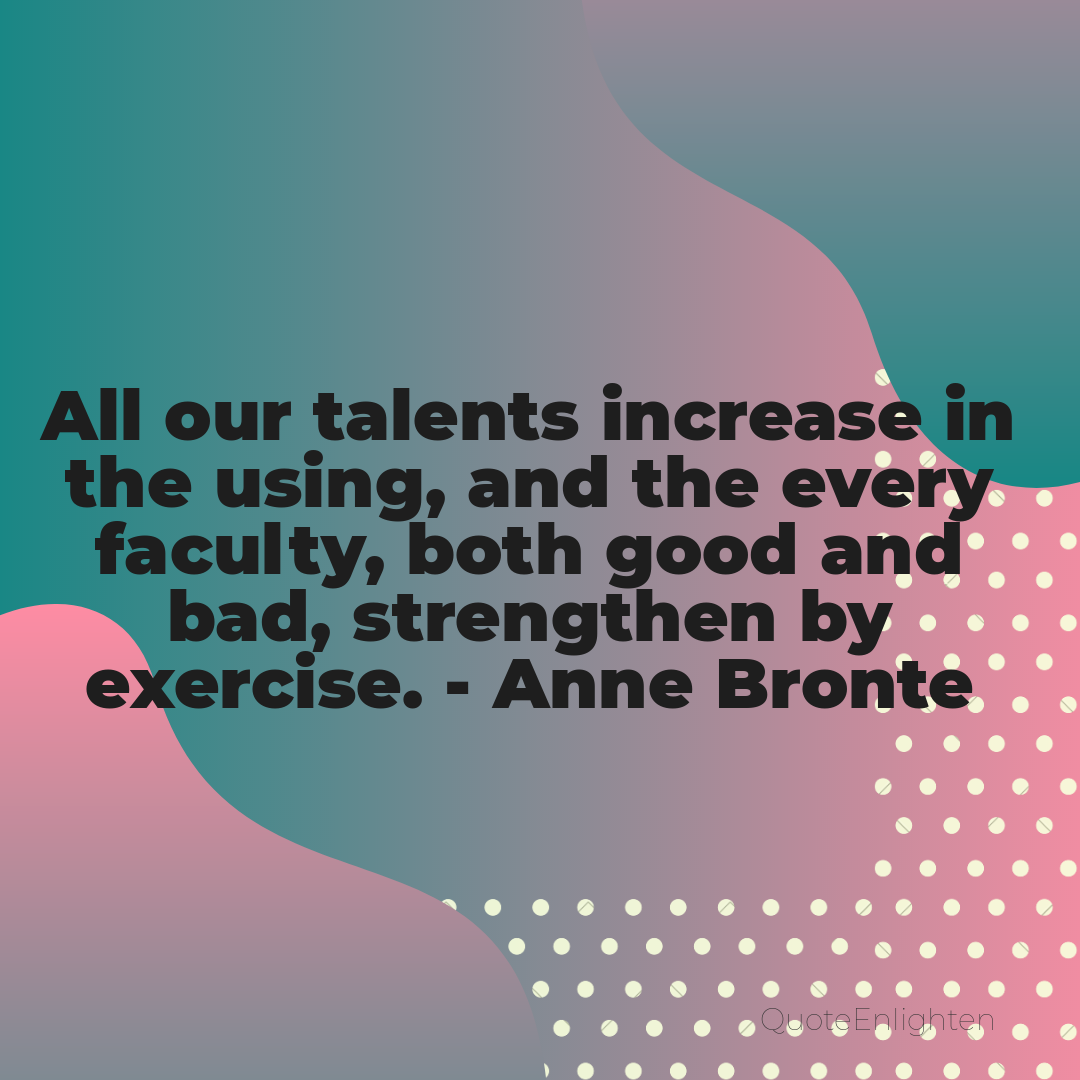 All our talents increase in
the using, and the every
faculty, both good and
bad, strengthen by
exercise. - Anne Bronte
QuoteEnlighten